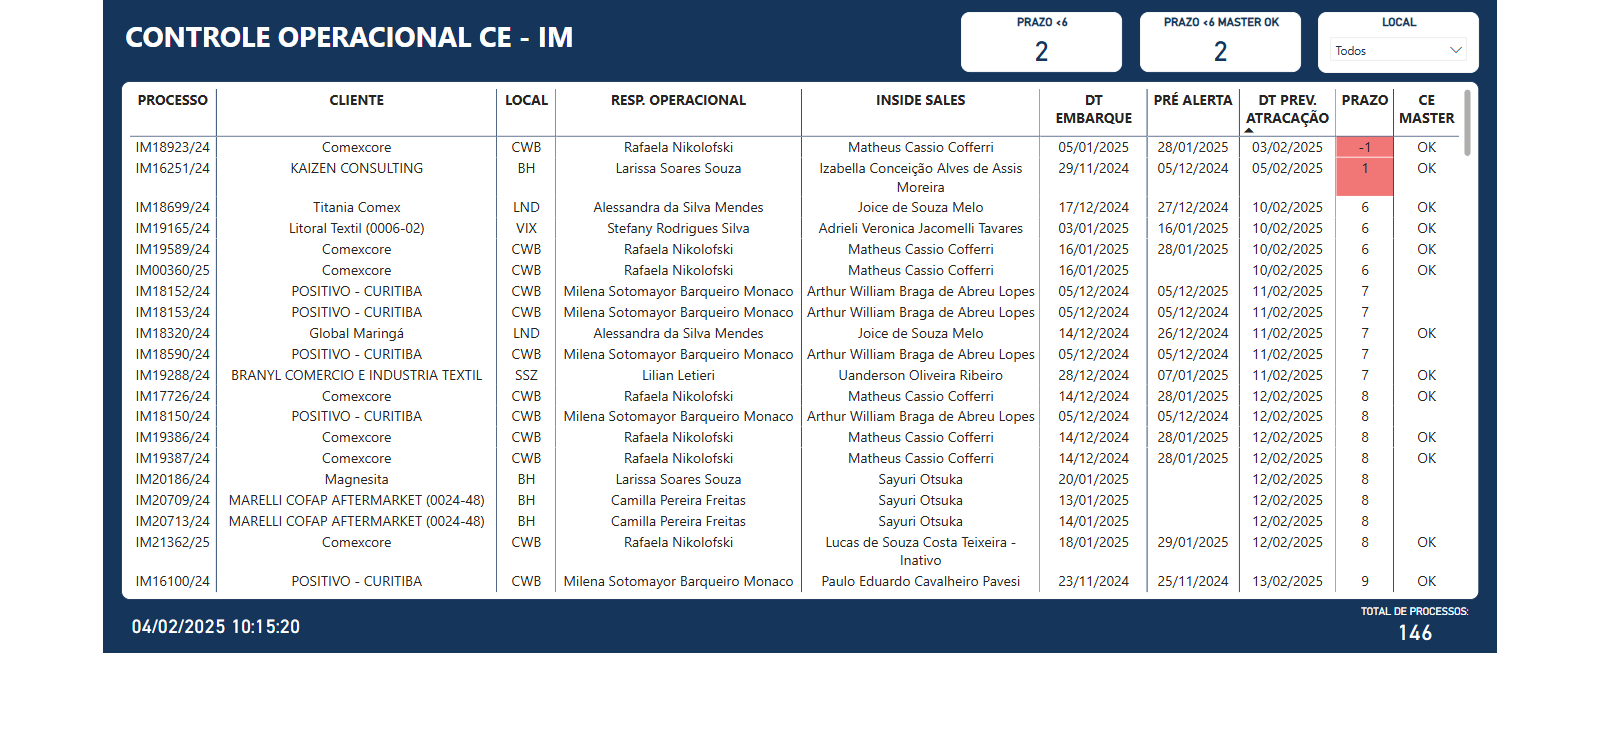 CONTROLE OPERACIONAL CE - IM
PRAZO <6
2
PRAZO <6 MASTER OK
2
LOCAL
Todos
PROCESSO CLIENTE LOCAL RESP. OPERACIONAL INSIDE SALES DT EMBARQUE PRÉ ALERTA DT PREV. ATRACAÇÃO PRAZO CE MASTER
IM18923/24 Comexcore CWB Rafaela Nikolofski Matheus Cassio Cofferri 05/01/2025 28/01/2025 03/02/2025 -1 OK
IM16251/24 KAIZEN CONSULTING BH Larissa Soares Souza Izabella Conceição Alves de Assis Moreira 29/11/2024 05/12/2024 05/02/2025 1 OK
IM18699/24 Titania Comex LND Alessandra da Silva Mendes Joice de Souza Melo 17/12/2024 27/12/2024 10/02/2025 6 OK
IM19165/24 Litoral Textil (0006-02) VIX Stefany Rodrigues Silva Adrieli Veronica Jacomelli Tavares 03/01/2025 16/01/2025 10/02/2025 6 OK
IM19589/24 Comexcore CWB Rafaela Nikolofski Matheus Cassio Cofferri 16/01/2025 28/01/2025 10/02/2025 6 OK
IM00360/25 Comexcore CWB Rafaela Nikolofski Matheus Cassio Cofferri 16/01/2025 10/02/2025 6 OK
IM18152/24 POSITIVO - CURITIBA CWB Milena Sotomayor Barqueiro Monaco Arthur William Braga de Abreu Lopes 05/12/2024 05/12/2025 11/02/2025 7
IM18153/24 POSITIVO - CURITIBA CWB Milena Sotomayor Barqueiro Monaco Arthur William Braga de Abreu Lopes 05/12/2024 05/12/2024 11/02/2025 7
IM18320/24 Global Maringá LND Alessandra da Silva Mendes Joice de Souza Melo 14/12/2024 26/12/2024 11/02/2025 7 OK
IM18590/24 POSITIVO - CURITIBA CWB Milena Sotomayor Barqueiro Monaco Arthur William Braga de Abreu Lopes 05/12/2024 05/12/2024 11/02/2025 7
IM19288/24 BRANYL COMERCIO E INDUSTRIA TEXTIL SSZ Lilian Letieri Uanderson Oliveira Ribeiro 28/12/2024 07/01/2025 11/02/2025 7 OK
IM17726/24 Comexcore CWB Rafaela Nikolofski Matheus Cassio Cofferri 14/12/2024 28/01/2025 12/02/2025 8 OK
IM18150/24 POSITIVO - CURITIBA CWB Milena Sotomayor Barqueiro Monaco Arthur William Braga de Abreu Lopes 05/12/2024 05/12/2024 12/02/2025 8
IM19386/24 Comexcore CWB Rafaela Nikolofski Matheus Cassio Cofferri 14/12/2024 28/01/2025 12/02/2025 8 OK
IM19387/24 Comexcore CWB Rafaela Nikolofski Matheus Cassio Cofferri 14/12/2024 28/01/2025 12/02/2025 8 OK
IM20186/24 Magnesita BH Larissa Soares Souza Sayuri Otsuka 20/01/2025 12/02/2025 8
IM20709/24 MARELLI COFAP AFTERMARKET (0024-48) BH Camilla Pereira Freitas Sayuri Otsuka 13/01/2025 12/02/2025 8
IM20713/24 MARELLI COFAP AFTERMARKET (0024-48) BH Camilla Pereira Freitas Sayuri Otsuka 14/01/2025 12/02/2025 8
IM21362/25 Comexcore CWB Rafaela Nikolofski Lucas de Souza Costa Teixeira - Inativo 18/01/2025 29/01/2025 12/02/2025 8 OK
IM16100/24 POSITIVO - CURITIBA CWB Milena Sotomayor Barqueiro Monaco Paulo Eduardo Cavalheiro Pavesi 23/11/2024 25/11/2024 13/02/2025 9 OK
04/02/2025 10:15:20
TOTAL DE PROCESSOS:
146